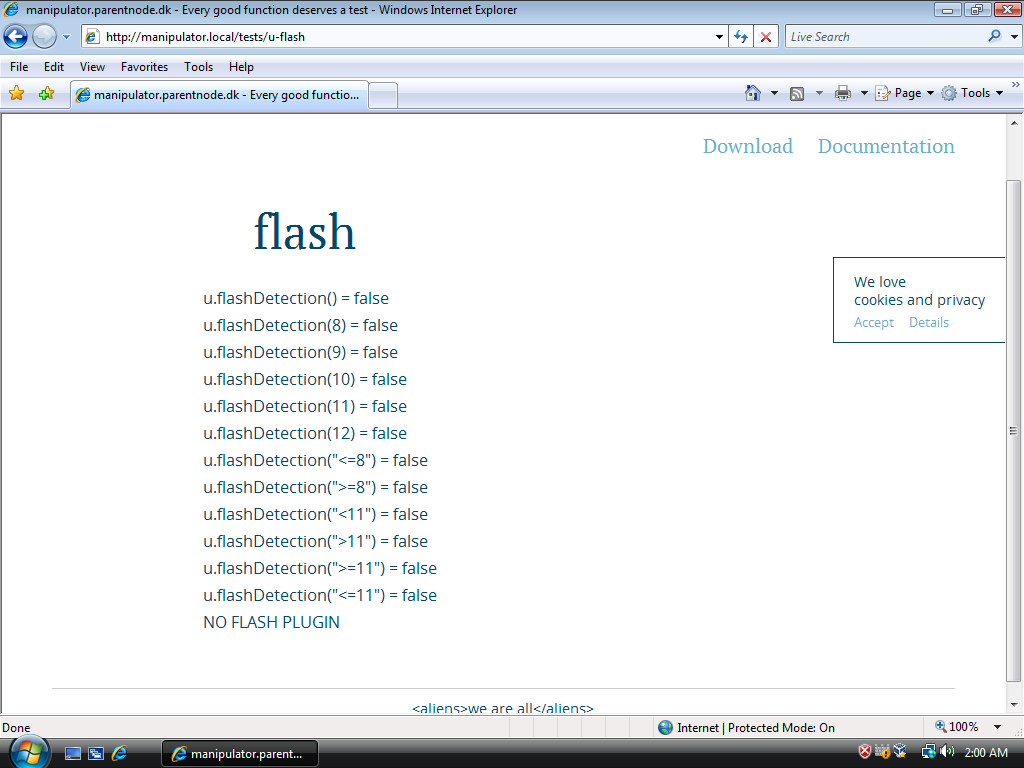 manipulator.parentnode.dk - Every good function deserves a test - Windows Internet Explorer
http://manipulator.local/tests/u-flash
Live Search
File Edit View Favorites Tools Help
manipulator.parentnode.dk - Every good functio...
Page Tools
Download Documentation
flash
We love
cookies and privacy
Accept Details
u.flashDetection() = false
u.flashDetection(8) = false
u.flashDetection(9) = false
u.flashDetection(10) = false
u.flashDetection(11) = false
u.flashDetection(12) = false
u.flashDetection("<=8") = false
u.flashDetection(">=8") = false
u.flashDetection("<11") = false
u.flashDetection(">11") = false
u.flashDetection(">=11") = false
u.flashDetection("<=11") = false
NO FLASH PLUGIN
<aliens>we are all</aliens>
Done
Internet | Protected Mode: On
100%
manipulator.parent...
2:00 AM